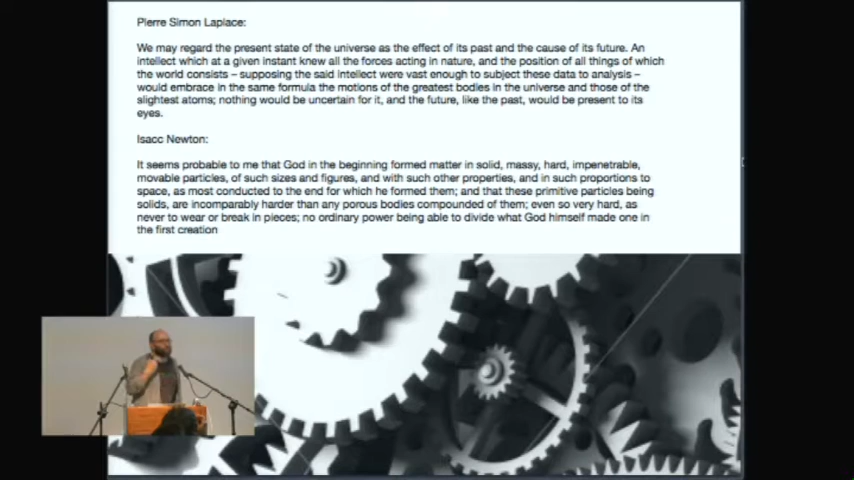 Pierre Simon Laplace:
We may regard the present state of the universe as the effect of its past and the cause of its future. An
intellect which at a given instant knew all the forces acting in nature, and the position of all things of which
the world consists – supposing the said intellect were vast enough to subject these data to analysis –
would embrace in the same formula the motions of the greatest bodies in the universe and those of the
slightest atoms; nothing would be uncertain for it, and the future, like the past, would be present to its
eyes.
Isacc Newton:
It seems probable to me that God in the beginning formed matter in solid, massy, hard, impenetrable,
movable particles, of such sizes and figures, and with such other properties, and in such proportions to
space, as most conducted to the end for which he formed them; and that these primitive particles being
solids, are incomparably harder than any porous bodies compounded of them; even so very hard, as
never to wear or break in pieces; no ordinary power being able to divide what God himself made one in
the first creation